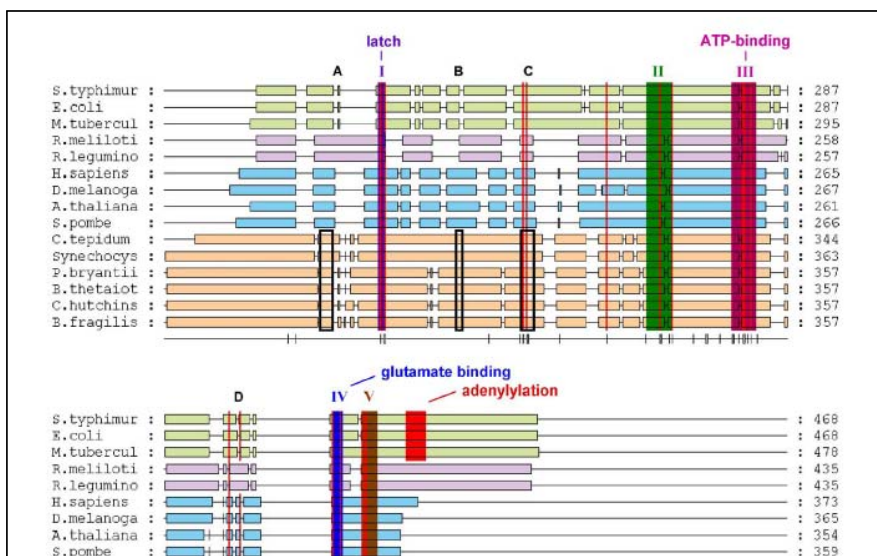 latch ATP-binding
A I B C II III
S.typhimur : : 287
E.coli : : 287
M.tubercul : : 295
R.meliloti : : 258
R.legumino : : 257
H.sapiens : : 265
D.melanoga : : 267
A.thaliana : : 261
S.pombe : : 266
C.tepidum : : 344
Synechocys : : 363
P.bryantii : : 357
B.thetaiot : : 357
C.hutchins : : 357
B.fragilis : : 357
glutamate binding
D IV V adenylylation
S.typhimur : : 468
E.coli : : 468
M.tubercul : : 478
R.meliloti : : 435
R.legumino : : 435
H.sapiens : : 373
D.melanoga : : 365
A.thaliana : : 354
S.pombe : : 359